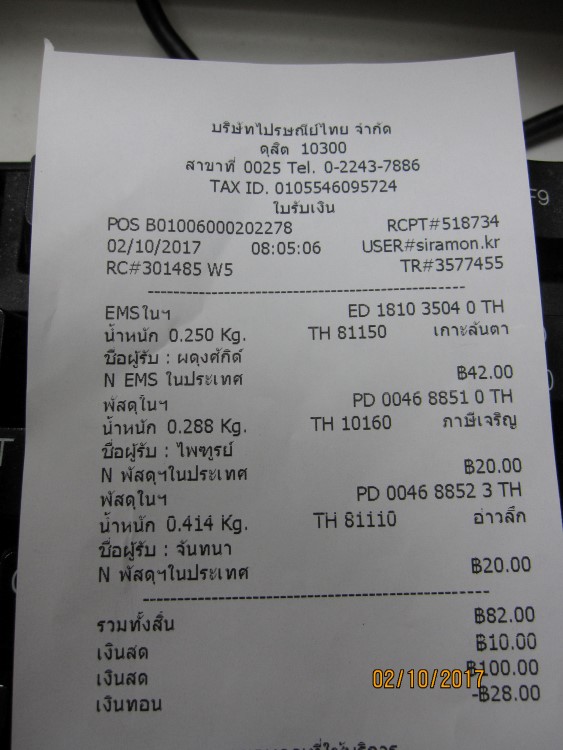 บริษัทไปรษณีย์ไทย จำกัด
ดุสิต 10300
สาขาที่ 0025 Tel. 0-2243-7886
TAX ID. 0105546095724
ใบรับเงิน
POS B01006000202278 RCPT#518734
02/10/2017 08:05:06 USER#siramon.kr
RC#301485 W5 TR#3577455
EMSในฯ ED 1810 3504 0 TH
น้ำหนัก 0.250 Kg. TH 81150 เกาะลันตา
ชื่อผู้รับ : ผดุงศักิด์
N EMS ในประเทศ ฿42.00
พัสดุในฯ PD 0046 8851 0 TH
น้ำหนัก 0.288 Kg. TH 10160 ภาษีเจริญ
ชื่อผู้รับ : ไพฑูรย์
N พัสดุฯในประเทศ ฿20.00
พัสดุในฯ PD 0046 8852 3 TH
น้ำหนัก 0.414 Kg. TH 81110 อ่าวลึก
ชื่อผู้รับ : จันทนา
N พัสดุฯในประเทศ ฿20.00
รวมทั้งสิ้น ฿82.00
เงินสด ฿10.00
เงินสด ฿100.00
เงินทอน -฿28.00
02/10/2017
F9